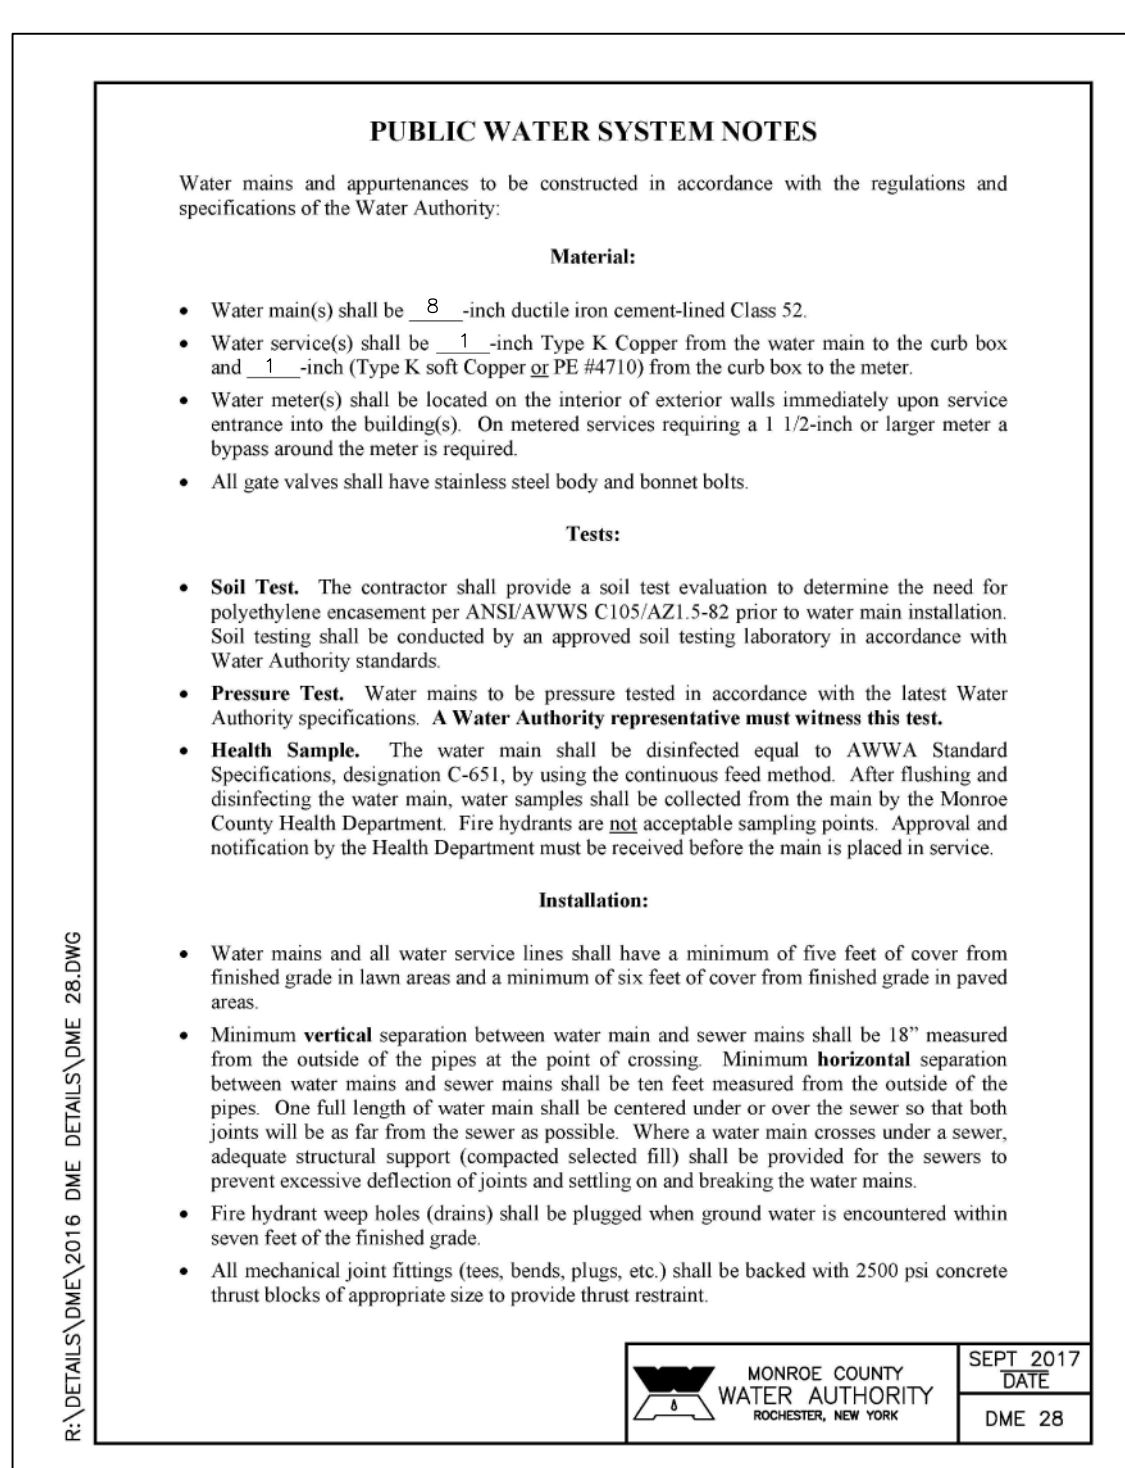 PUBLIC WATER SYSTEM NOTES
Water mains and appurtenances to be constructed in accordance with the regulations and
specifications of the Water Authority:
Material:
• Water main(s) shall be 8 -inch ductile iron cement-lined Class 52.
• Water service(s) shall be 1 -inch Type K Copper from the water main to the curb box
and 1 -inch (Type K soft Copper or PE #4710) from the curb box to the meter.
• Water meter(s) shall be located on the interior of exterior walls immediately upon service
entrance into the building(s). On metered services requiring a 1 1/2-inch or larger meter a
bypass around the meter is required.
• All gate valves shall have stainless steel body and bonnet bolts.
Tests:
• Soil Test. The contractor shall provide a soil test evaluation to determine the need for
polyethylene encasement per ANSI/AWWS C105/AZ1.5-82 prior to water main installation.
Soil testing shall be conducted by an approved soil testing laboratory in accordance with
Water Authority standards.
• Pressure Test. Water mains to be pressure tested in accordance with the latest Water
Authority specifications. A Water Authority representative must witness this test.
• Health Sample. The water main shall be disinfected equal to AWWA Standard
Specifications, designation C-651, by using the continuous feed method. After flushing and
disinfecting the water main, water samples shall be collected from the main by the Monroe
County Health Department. Fire hydrants are not acceptable sampling points. Approval and
notification by the Health Department must be received before the main is placed in service.
Installation:
• Water mains and all water service lines shall have a minimum of five feet of cover from
finished grade in lawn areas and a minimum of six feet of cover from finished grade in paved
areas.
• Minimum vertical separation between water main and sewer mains shall be 18” measured
from the outside of the pipes at the point of crossing. Minimum horizontal separation
between water mains and sewer mains shall be ten feet measured from the outside of the
pipes. One full length of water main shall be centered under or over the sewer so that both
joints will be as far from the sewer as possible. Where a water main crosses under a sewer,
adequate structural support (compacted selected fill) shall be provided for the sewers to
prevent excessive deflection of joints and settling on and breaking the water mains.
• Fire hydrant weep holes (drains) shall be plugged when ground water is encountered within
seven feet of the finished grade.
• All mechanical joint fittings (tees, bends, plugs, etc.) shall be backed with 2500 psi concrete
thrust blocks of appropriate size to provide thrust restraint.
MONROE COUNTY
WATER AUTHORITY
ROCHESTER, NEW YORK
SEPT 2017
DATE
DME 28
R:\DETAILS\DME\2016 DME DETAILS\DME 28.DWG